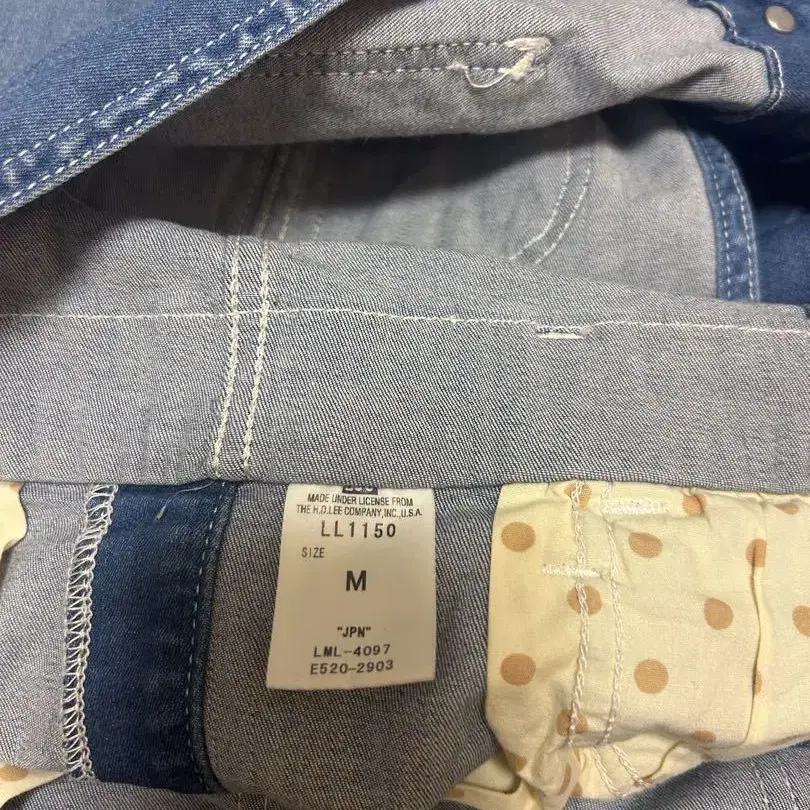 MADE UNDER LICENSE FROM
THE H.D.LEE COMPANY,INC.,U.S.A.
LL1150
SIZE
M
"JPN"
LML-4097
E520-2903